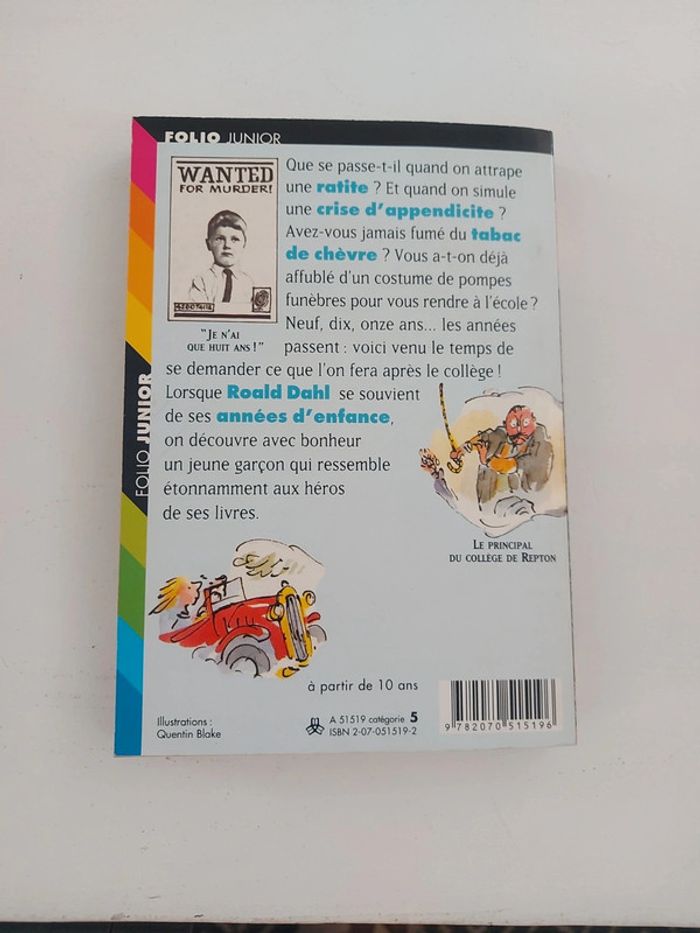 FOLIO JUNIOR
WANTED
FOR MURDER!
"JE N'AI
QUE HUIT ANS!"
Que se passe-t-il quand on attrape
une ratite ? Et quand on simule
une crise d'appendicite ?
Avez-vous jamais fumé du tabac
de chèvre ? Vous a-t-on déjà
affublé d'un costume de pompes
funèbres pour vous rendre à l'école ?
Neuf, dix, onze ans... les années
passent : voici venu le temps de
se demander ce que l'on fera après le collège !
Lorsque Roald Dahl se souvient
de ses années d'enfance,
on découvre avec bonheur
un jeune garçon qui ressemble
étonnamment aux héros
de ses livres.
FOLIO JUNIOR
LE PRINCIPAL
DU COLLÈGE DE REPTON
à partir de 10 ans
Illustrations :
Quentin Blake
A 51519 catégorie 5
ISBN 2-07-051519-2
9 782070 515196